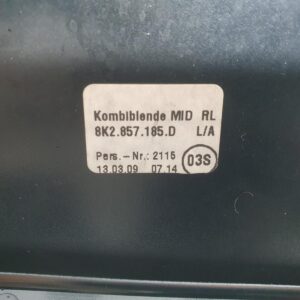 Kombiblende MID RL
8K2.857.185.D L/A
Pers.-Nr.: 2115
13.03.09 07.14 03S